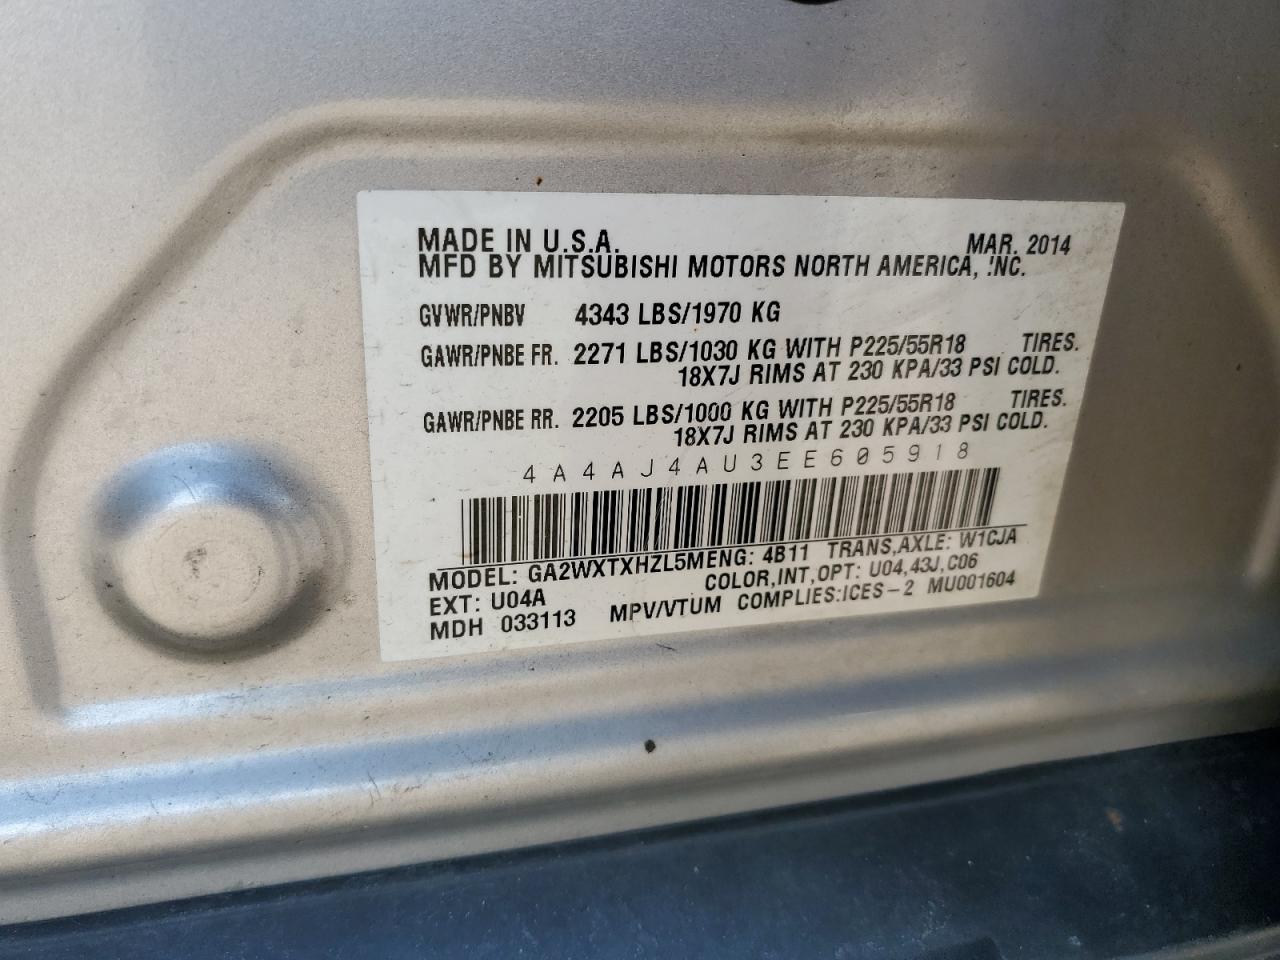 MADE IN U.S.A. MAR. 2014
MFD BY MITSUBISHI MOTORS NORTH AMERICA, INC.
GVWR/PNBV 4343 LBS/1970 KG
GAWR/PNBE FR. 2271 LBS/1030 KG WITH P225/55R18 TIRES.
18X7J RIMS AT 230 KPA/33 PSI COLD.
GAWR/PNBE RR. 2205 LBS/1000 KG WITH P225/55R18 TIRES.
18X7J RIMS AT 230 KPA/33 PSI COLD.
4A4AJ4AU3EE605918
MODEL: GA2WXTXHZL5MENG: 4B11 TRANS,AXLE: W1CJA
EXT: U04A COLOR,INT,OPT: U04,43J,C06
MDH 033113 MPV/VTUM COMPLIES:ICES-2 MU001604